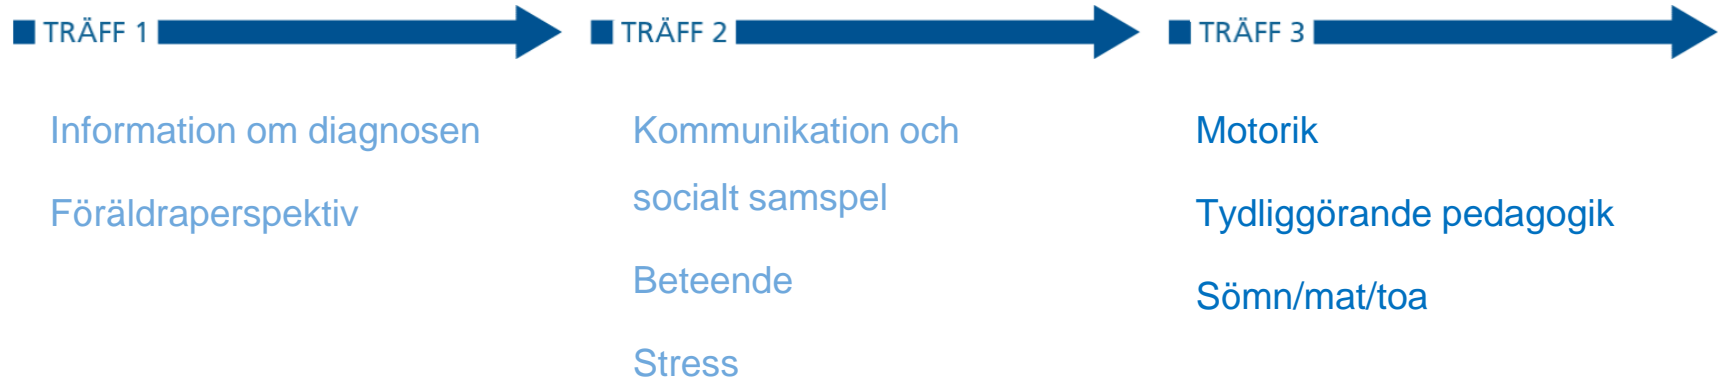 TRÄFF 1
Information om diagnosen
Föräldraperspektiv
TRÄFF 2
Kommunikation och
socialt samspel
Beteende
Stress
TRÄFF 3
Motorik
Tydliggörande pedagogik
Sömn/mat/toa